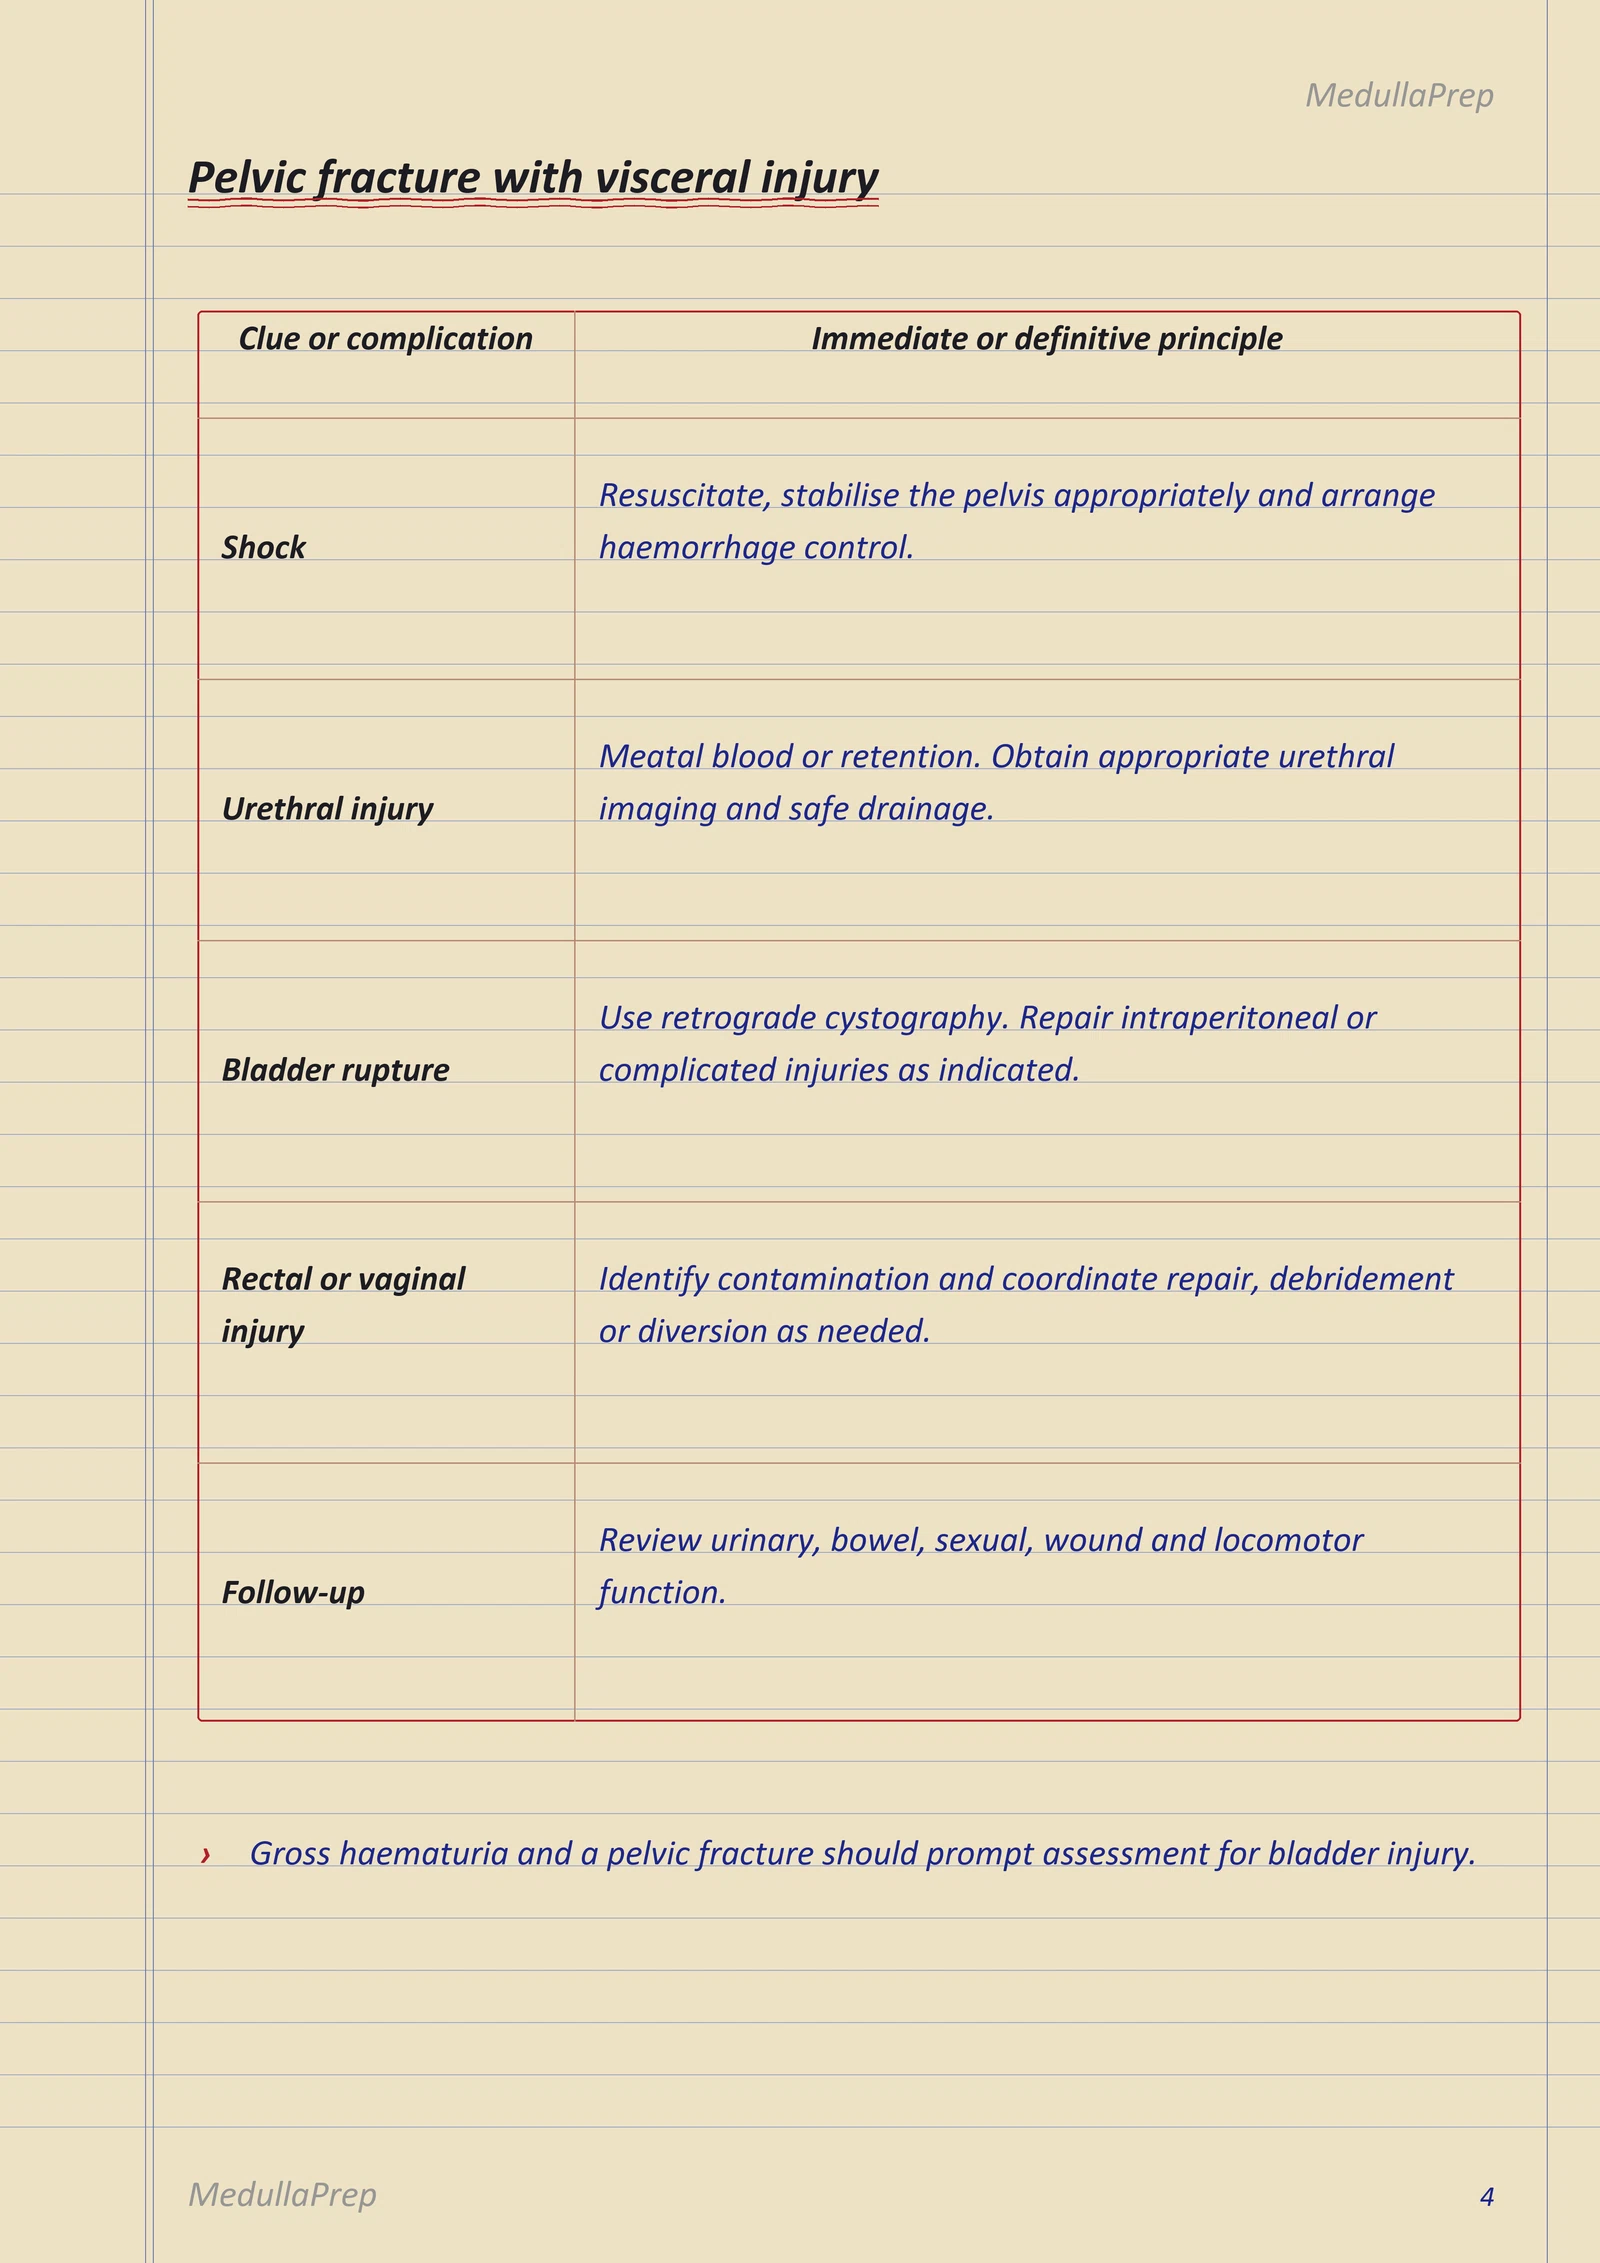 MedullaPrep
Pelvic fracture with visceral injury
Clue or complication
Immediate or definitive principle
Shock
Resuscitate, stabilise the pelvis appropriately and arrange
haemorrhage control.
Urethral injury
Meatal blood or retention. Obtain appropriate urethral
imaging and safe drainage.
Bladder rupture
Use retrograde cystography. Repair intraperitoneal or
complicated injuries as indicated.
Rectal or vaginal
injury
Identify contamination and coordinate repair, debridement
or diversion as needed.
Follow-up
Review urinary, bowel, sexual, wound and locomotor
function.
› Gross haematuria and a pelvic fracture should prompt assessment for bladder injury.
MedullaPrep
4